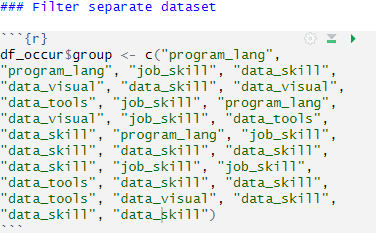 ### Filter separate dataset
```{r}
df_occur$group <- c("program_lang",
"program_lang", "job_skill", "data_skill",
"data_visual", "data_skill", "data_visual",
"data_tools", "job_skill", "program_lang",
"data_visual", "job_skill", "data_tools",
"data_skill", "program_lang", "job_skill",
"data_skill", "data_skill", "data_skill",
"data_skill", "job_skill", "job_skill",
"data_tools", "data_skill", "data_skill",
"data_tools", "data_visual", "data_skill",
"data_skill", "data_skill")
```